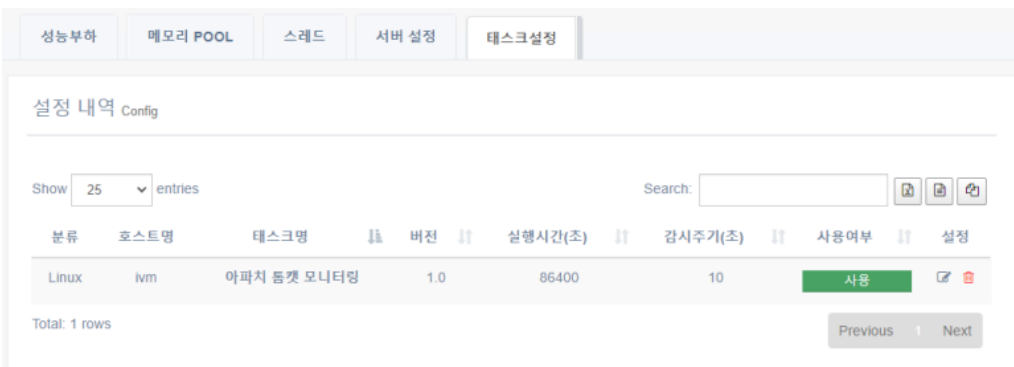 성능부하 메모리 POOL 스레드 서버 설정 태스크설정
설정 내역 Config
Show 25 entries Search:
분류 호스트명 태스크명 버전 실행시간(초) 감시주기(초) 사용여부 설정
Linux ivm 아파치 톰캣 모니터링 1.0 86400 10 사용
Total: 1 rows
Previous 1 Next